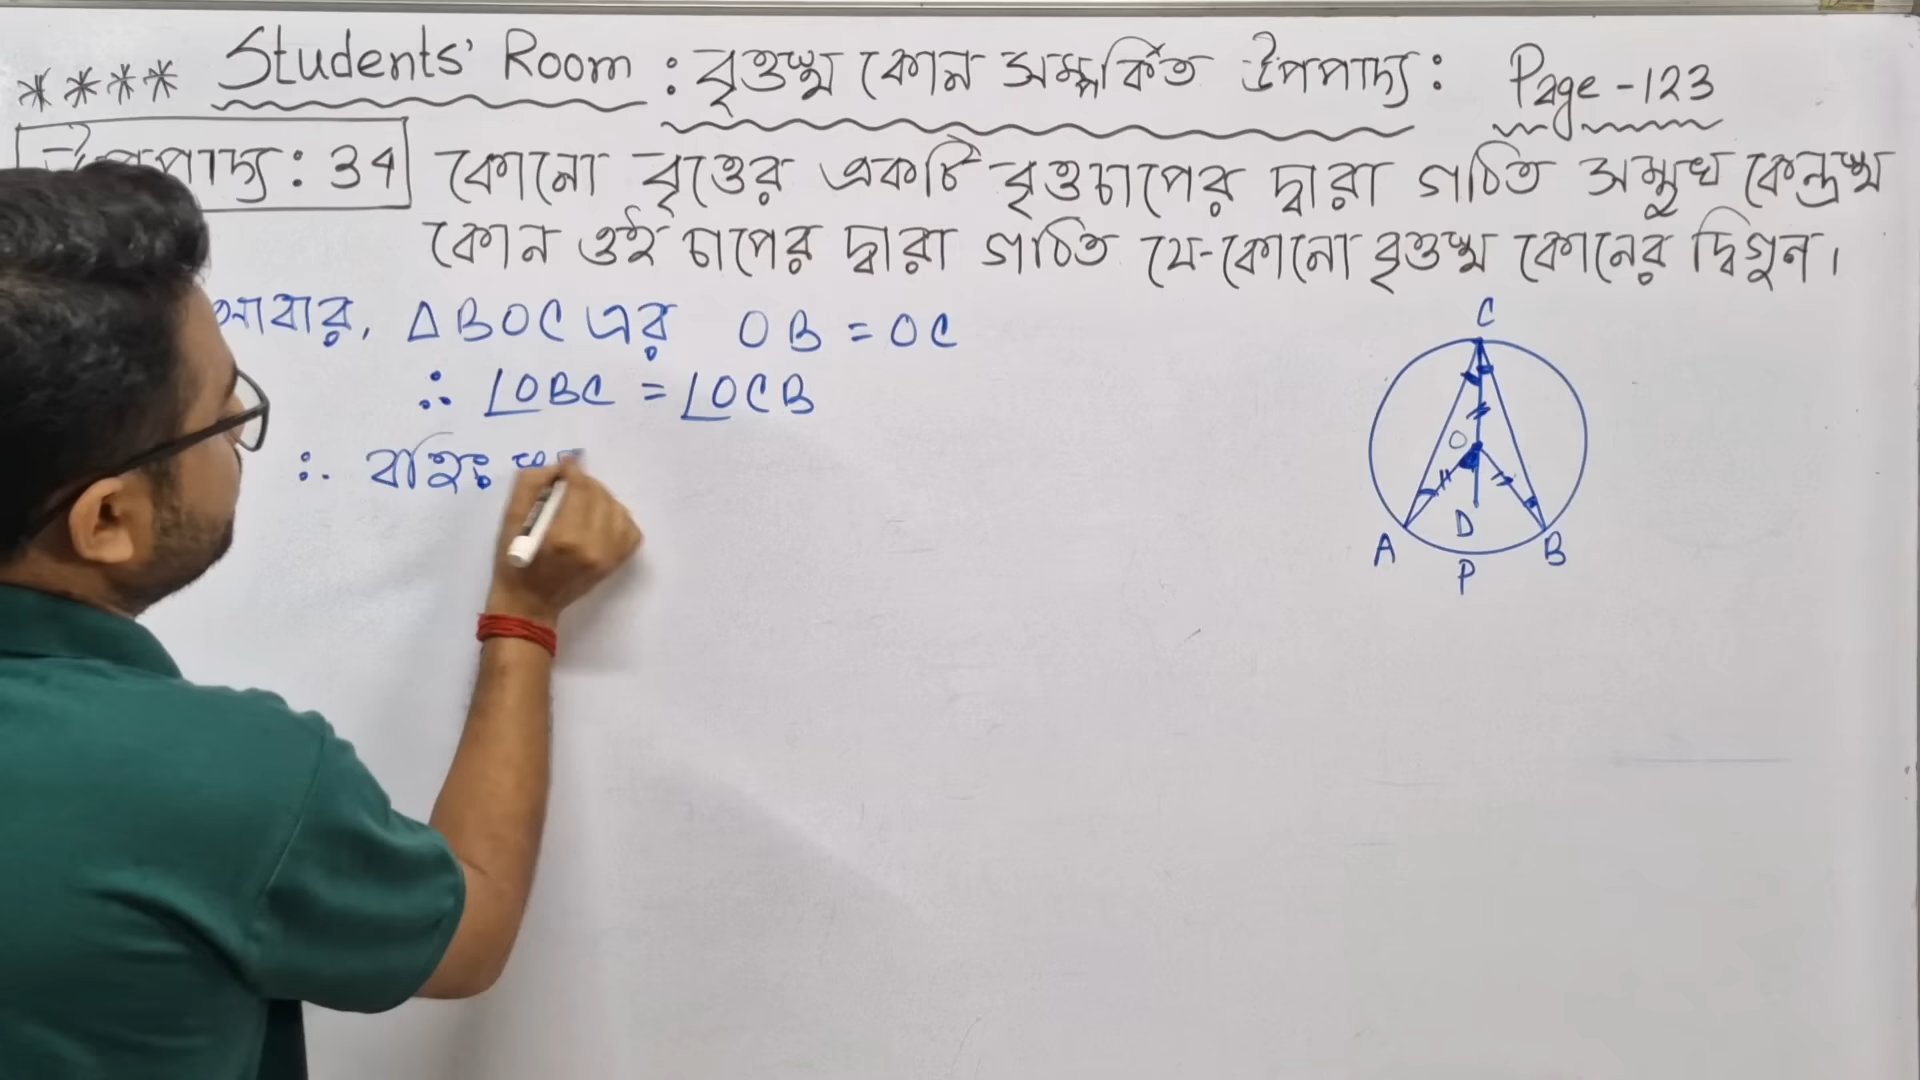 **** Students' Room : বৃত্তস্থ কোন সম্পর্কিত উপপাদ্য : Page - 123
উপপাদ্য : 34 কোনো বৃত্তের একটি বৃত্তচাপের দ্বারা গঠিত সম্মুখ কেন্দ্রস্থ
কোন ওই চাপের দ্বারা গঠিত যে-কোনো বৃত্তস্থ কোনের দ্বিগুন।
আবার, ΔBOC এর OB = OC
∴ ∠OBC = ∠OCB
∴ বহিঃ
C
O
D
A
B
P